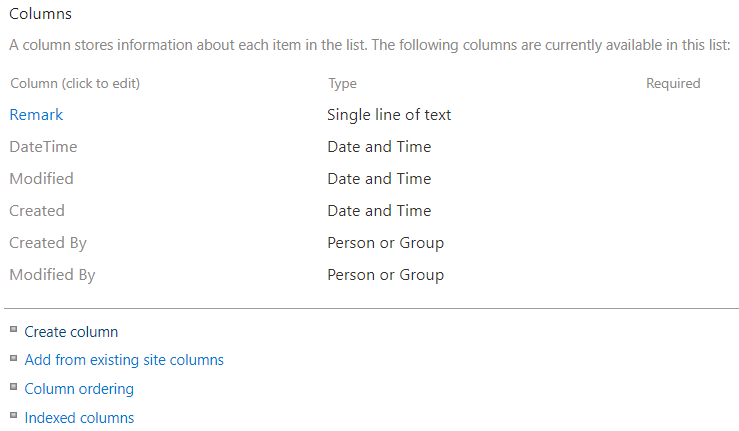 Columns
A column stores information about each item in the list. The following columns are currently available in this list:
Column (click to edit) Type Required
Remark Single line of text
DateTime Date and Time
Modified Date and Time
Created Date and Time
Created By Person or Group
Modified By Person or Group
Create column
Add from existing site columns
Column ordering
Indexed columns